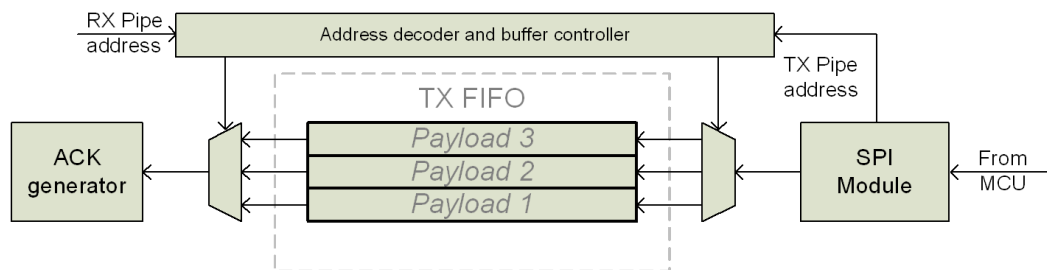 RX Pipe
address
Address decoder and buffer controller
TX Pipe
address
TX FIFO
Payload 3
Payload 2
Payload 1
ACK
generator
SPI
Module
From
MCU